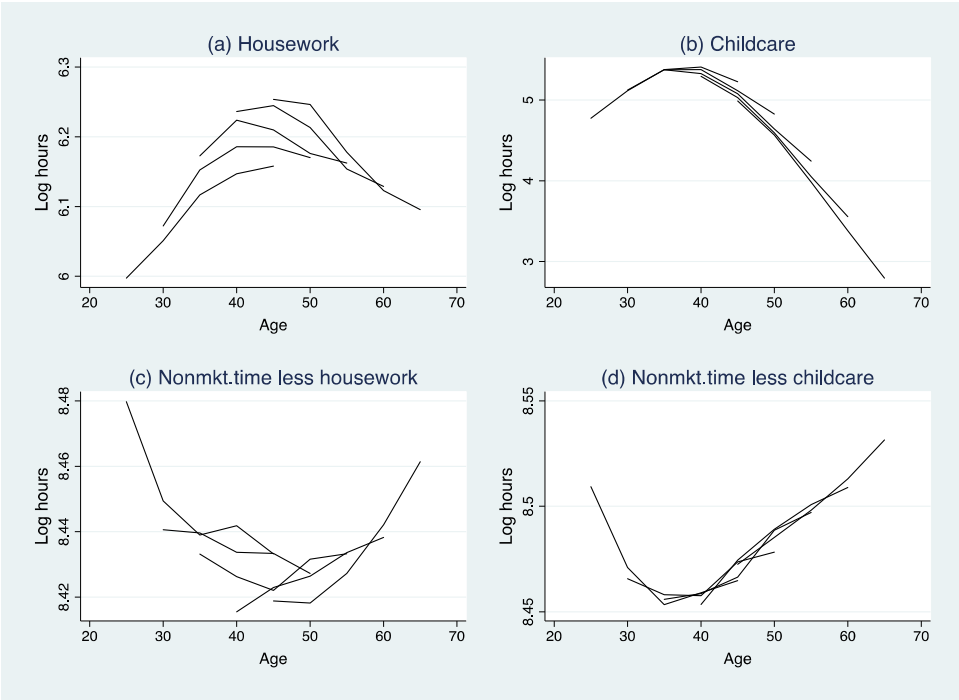 (a) Housework
Log hours
6.3
6.2
6.1
6
20 30 40 50 60 70
Age
(b) Childcare
Log hours
5
4
3
20 30 40 50 60 70
Age
(c) Nonmkt.time less housework
Log hours
8.48
8.46
8.44
8.42
20 30 40 50 60 70
Age
(d) Nonmkt.time less childcare
Log hours
8.55
8.5
8.45
20 30 40 50 60 70
Age